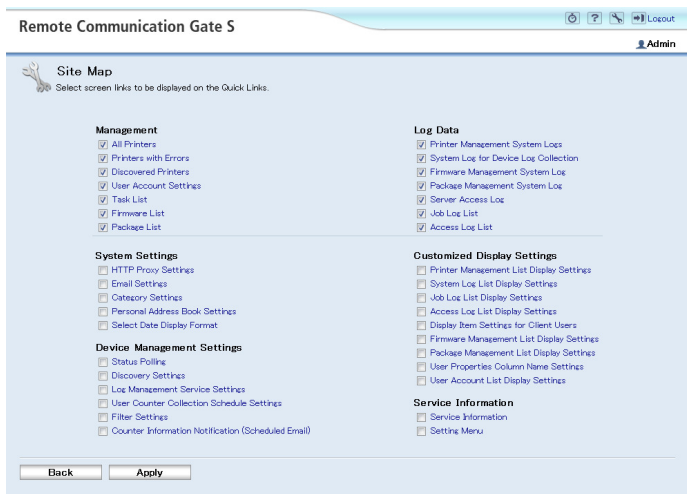 Remote Communication Gate S
Logout
Admin
Site Map
Select screen links to be displayed on the Quick Links.
Management
All Printers
Printers with Errors
Discovered Printers
User Account Settings
Task List
Firmware List
Package List
Log Data
Printer Management System Logs
System Log for Device Log Collection
Firmware Management System Log
Package Management System Log
Server Access Log
Job Log List
Access Log List
System Settings
HTTP Proxy Settings
Email Settings
Category Settings
Personal Address Book Settings
Select Date Display Format
Device Management Settings
Status Polling
Discovery Settings
Log Management Service Settings
User Counter Collection Schedule Settings
Filter Settings
Counter Information Notification (Scheduled Email)
Customized Display Settings
Printer Management List Display Settings
System Log List Display Settings
Job Log List Display Settings
Access Log List Display Settings
Display Item Settings for Client Users
Firmware Management List Display Settings
Package Management List Display Settings
User Properties Column Name Settings
User Account List Display Settings
Service Information
Service Information
Setting Menu
Back
Apply